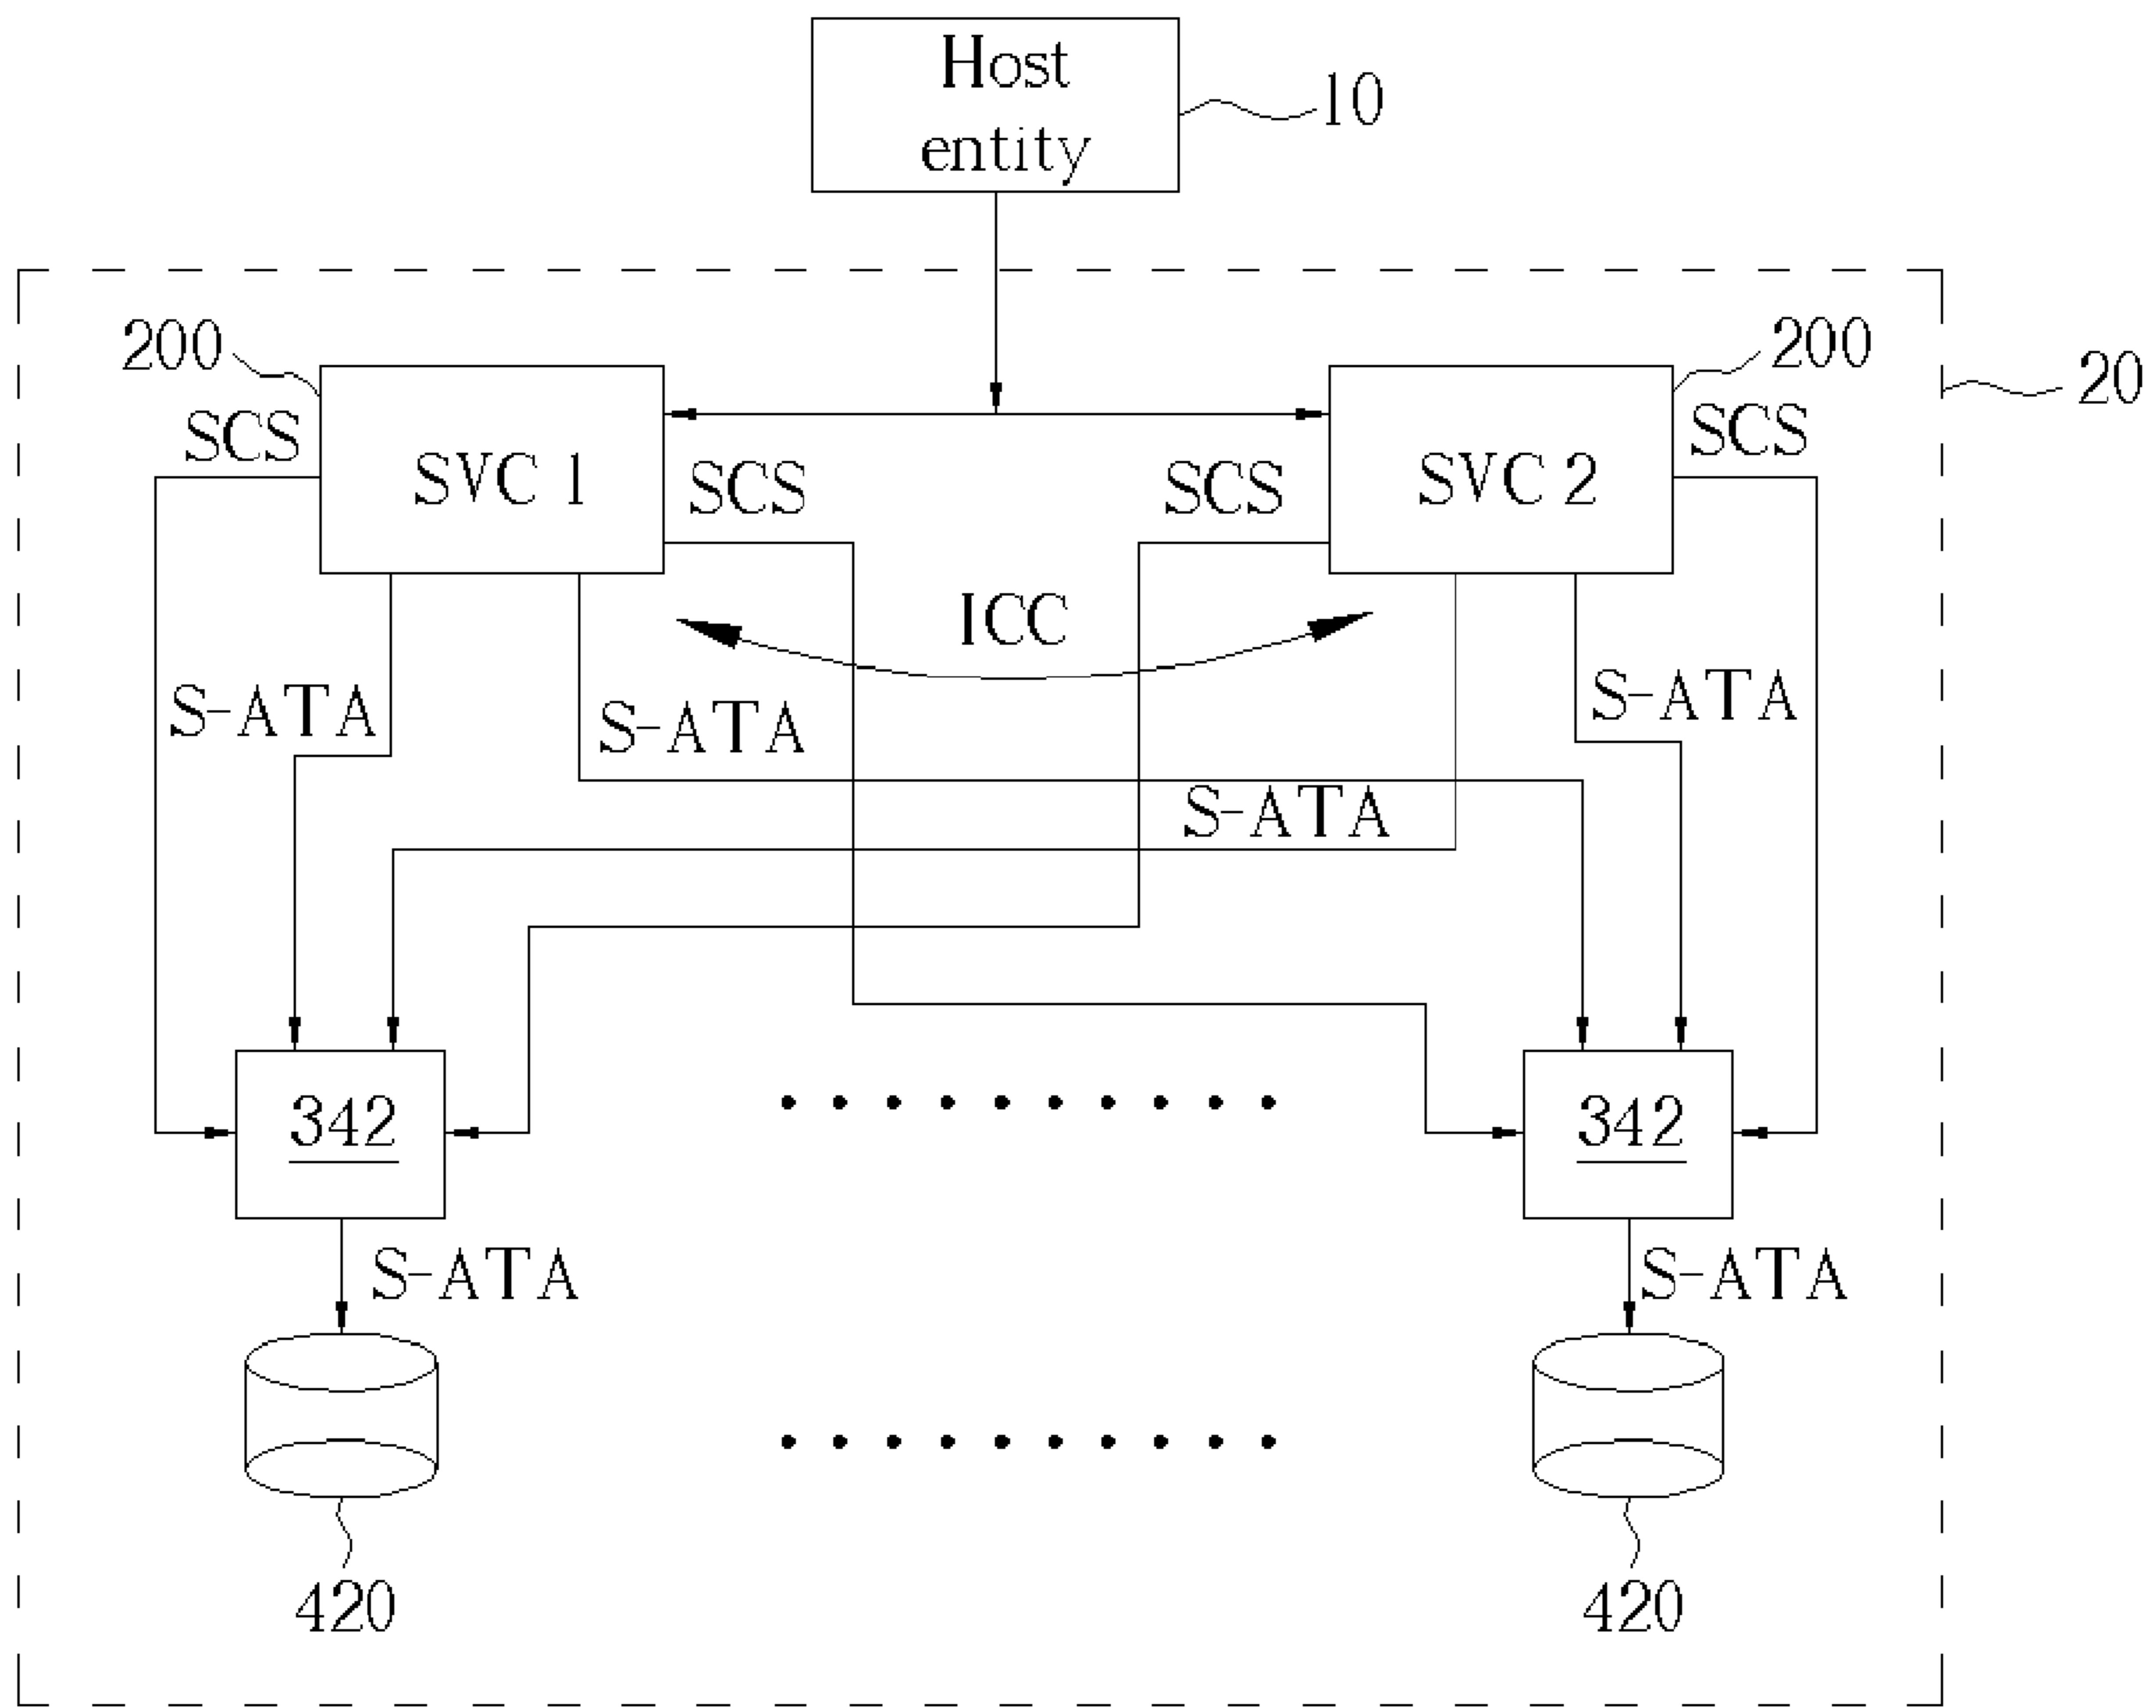 Host
entity
10
200
200
20
SCS
SCS
SVC 1
SCS
SCS
SVC 2
ICC
S-ATA
S-ATA
S-ATA
S-ATA
342
342
S-ATA
S-ATA
420
420